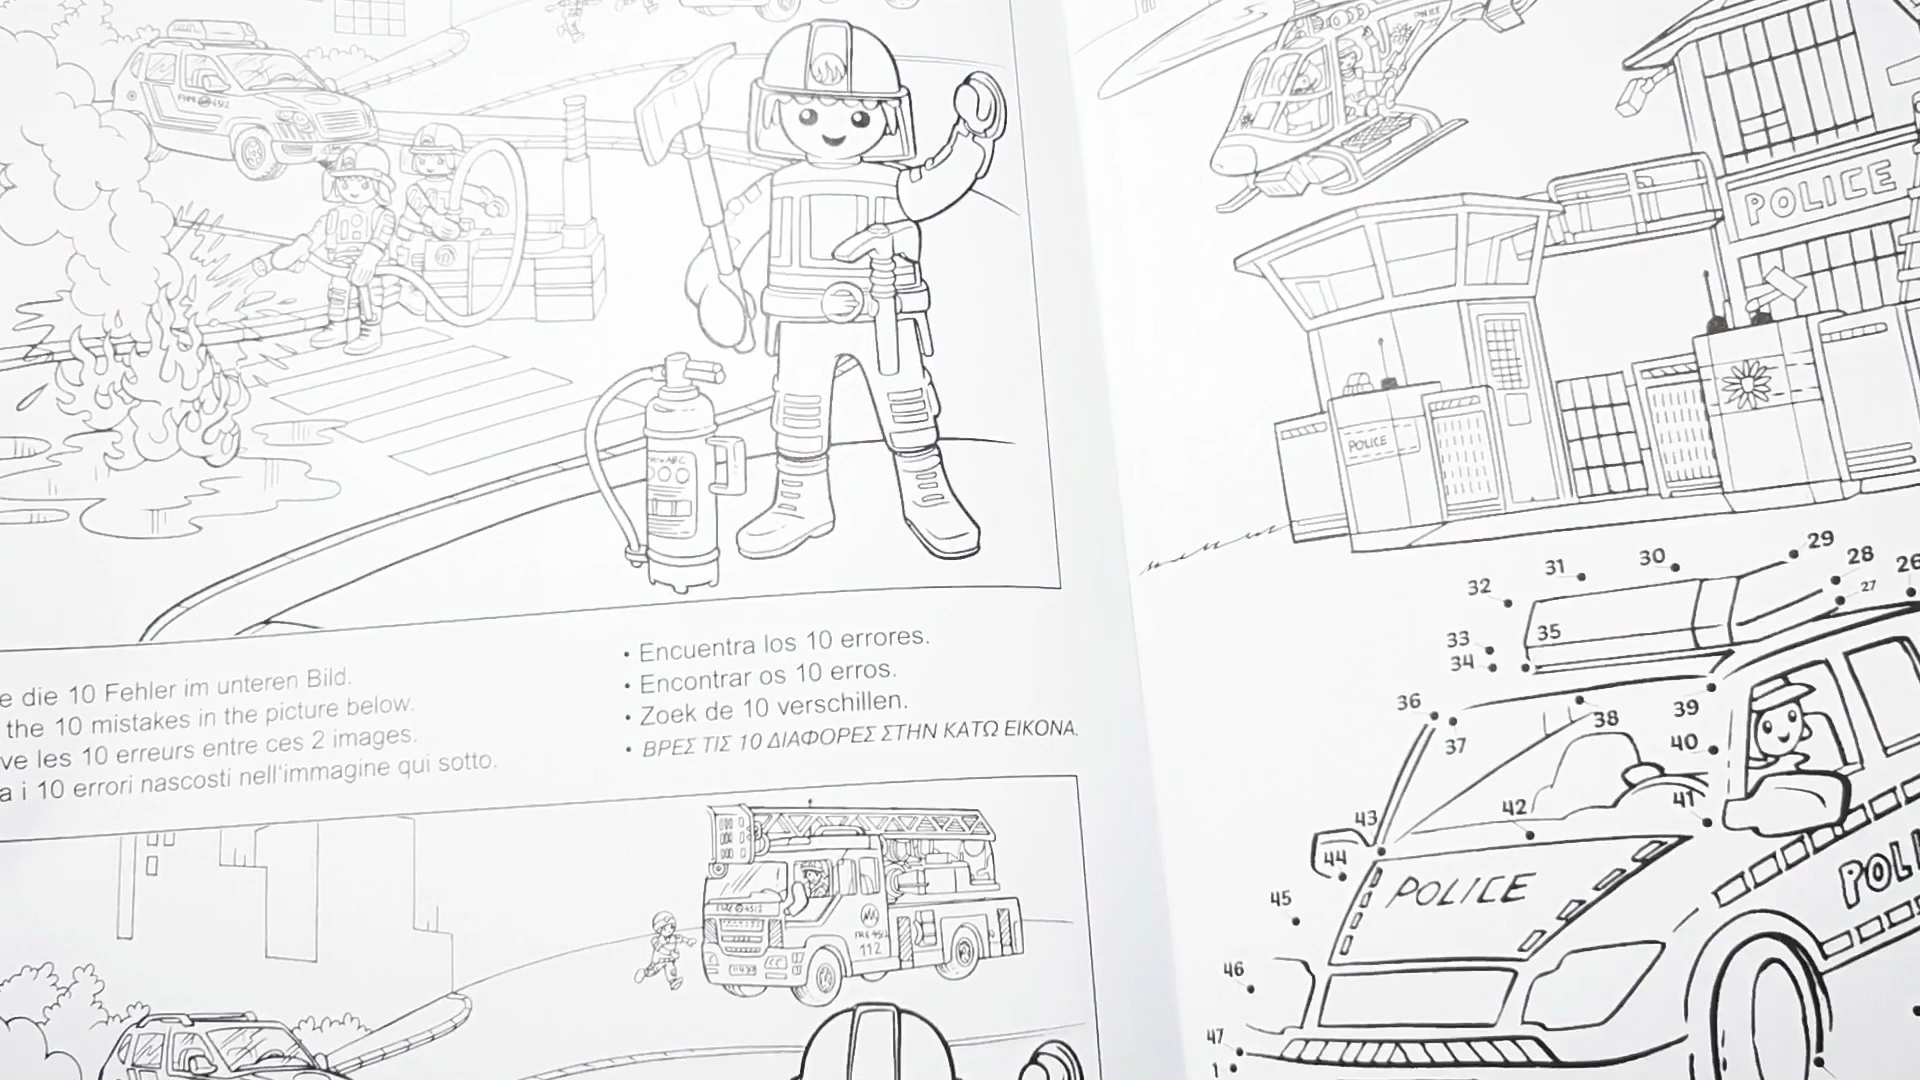 e die 10 Fehler im unteren Bild.
the 10 mistakes in the picture below.
ve les 10 erreurs entre ces 2 images.
a i 10 errori nascosti nell'immagine qui sotto.
• Encuentra los 10 errores.
• Encontrar os 10 erros.
• Zoek de 10 verschillen.
• ΒΡΕΣ ΤΙΣ 10 ΔΙΑΦΟΡΕΣ ΣΤΗΝ ΚΑΤΩ ΕΙΚΟΝΑ.
112
POLICE
POLICE
29
30
31
28
32
27
26
35
33
34
36
39
38
37
40
41
42
43
44
POLICE
POLI
45
46
47
1